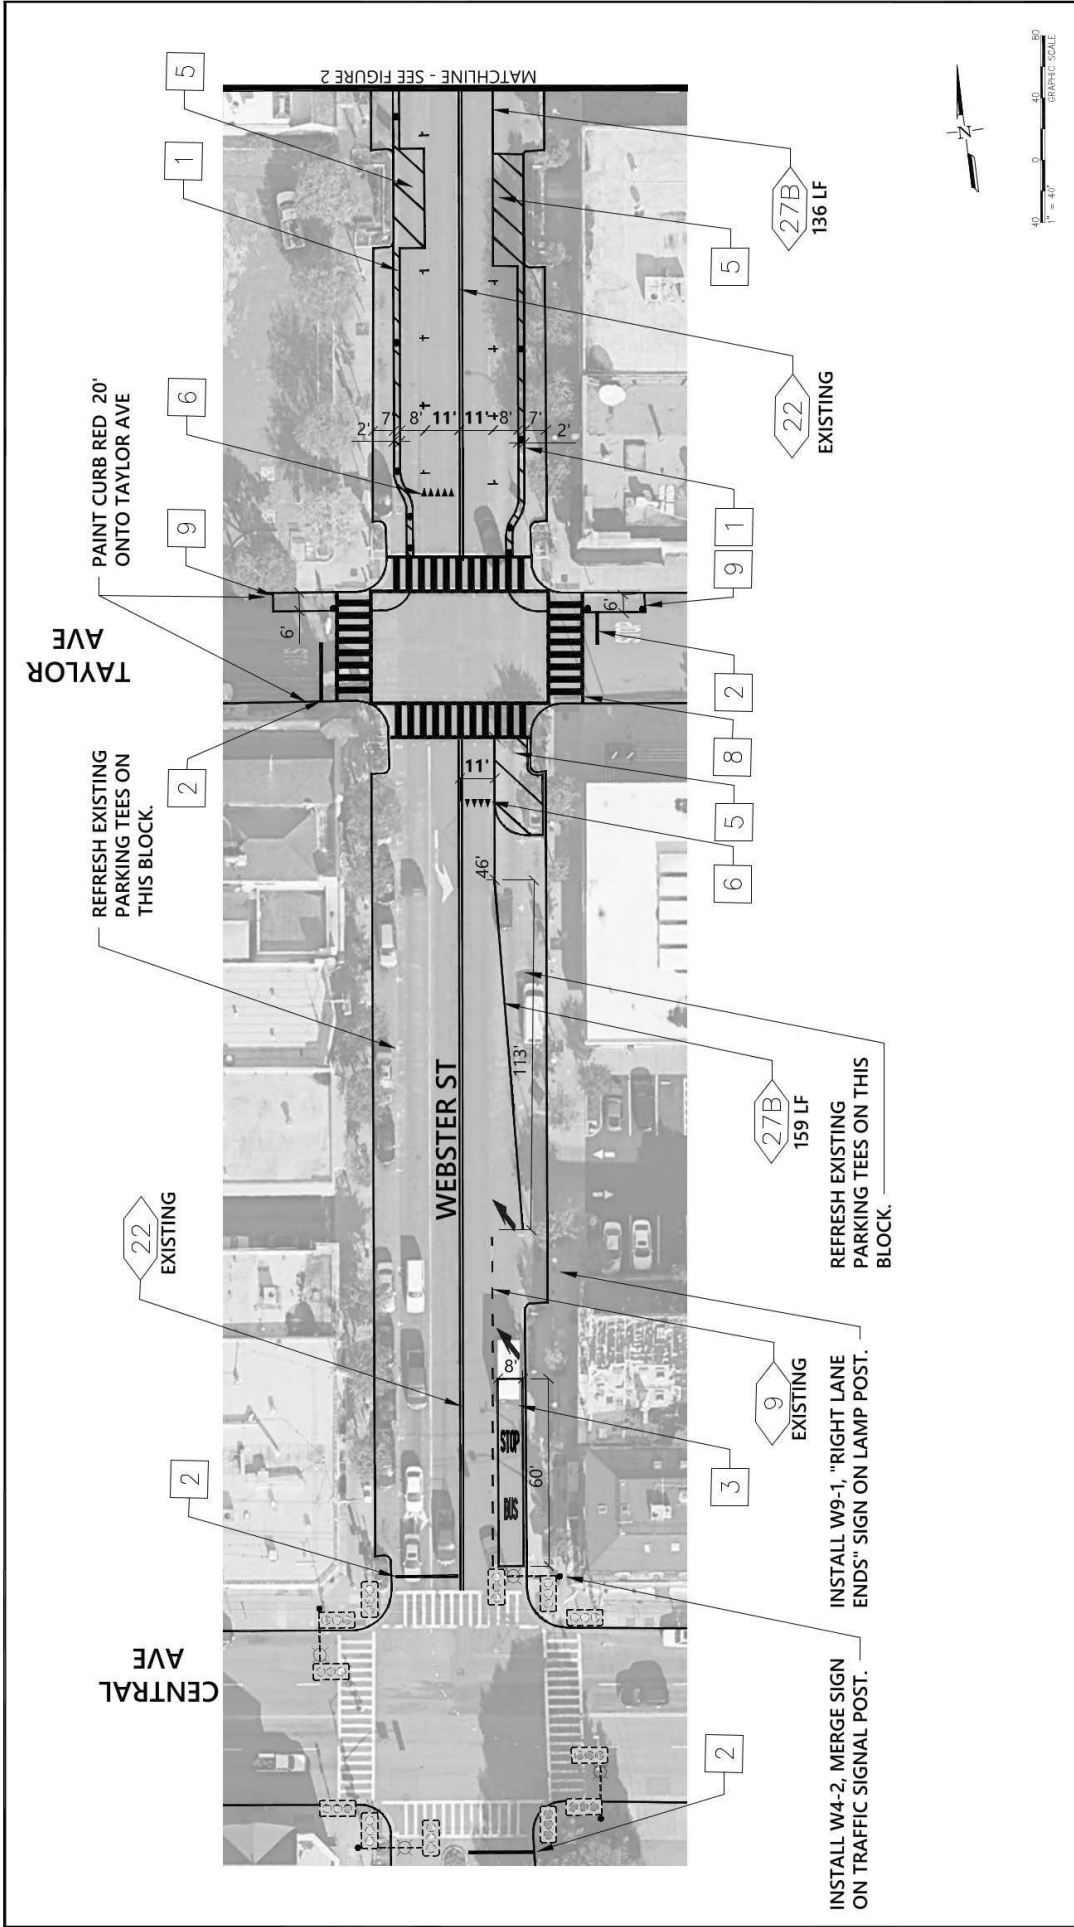 MATCHLINE - SEE FIGURE 2
5
1
6
PAINT CURB RED 20'
ONTO TAYLOR AVE
9
TAYLOR
AVE
2
REFRESH EXISTING
PARKING TEES ON
THIS BLOCK.
22
EXISTING
2
CENTRAL
AVE
2'
7'
8'
11'
11'
8'
7'
2'
6'
6'
STOP
11'
46'
113'
WEBSTER ST
8'
STOP
BUS
60'
27B
136 LF
5
22
EXISTING
1
9
2
8
5
6
27B
159 LF
REFRESH EXISTING
PARKING TEES ON THIS
BLOCK.
9
EXISTING
3
INSTALL W9-1, "RIGHT LANE
ENDS" SIGN ON LAMP POST.
INSTALL W4-2, MERGE SIGN
ON TRAFFIC SIGNAL POST.
2
N
40 0 40 80
1" = 40' GRAPHIC SCALE